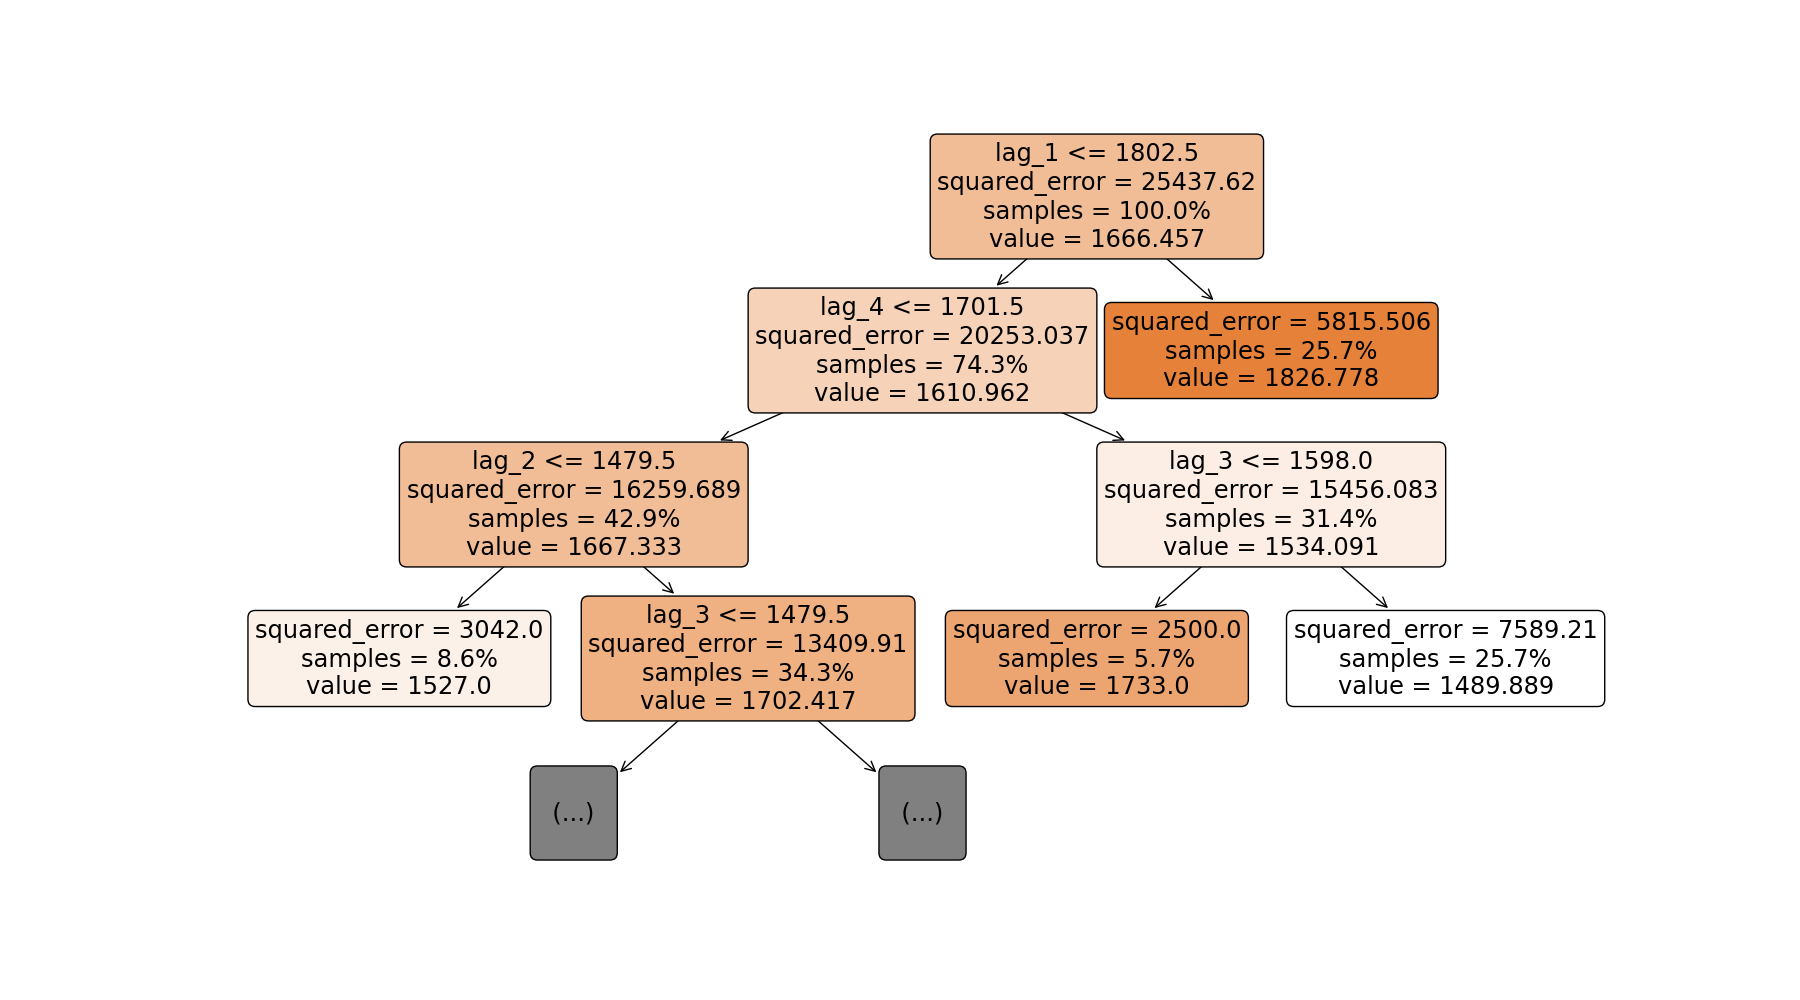 lag_1 <= 1802.5
squared_error = 25437.62
samples = 100.0%
value = 1666.457
lag_4 <= 1701.5
squared_error = 20253.037
samples = 74.3%
value = 1610.962
squared_error = 5815.506
samples = 25.7%
value = 1826.778
lag_2 <= 1479.5
squared_error = 16259.689
samples = 42.9%
value = 1667.333
lag_3 <= 1598.0
squared_error = 15456.083
samples = 31.4%
value = 1534.091
squared_error = 3042.0
samples = 8.6%
value = 1527.0
lag_3 <= 1479.5
squared_error = 13409.91
samples = 34.3%
value = 1702.417
squared_error = 2500.0
samples = 5.7%
value = 1733.0
squared_error = 7589.21
samples = 25.7%
value = 1489.889
(...)
(...)